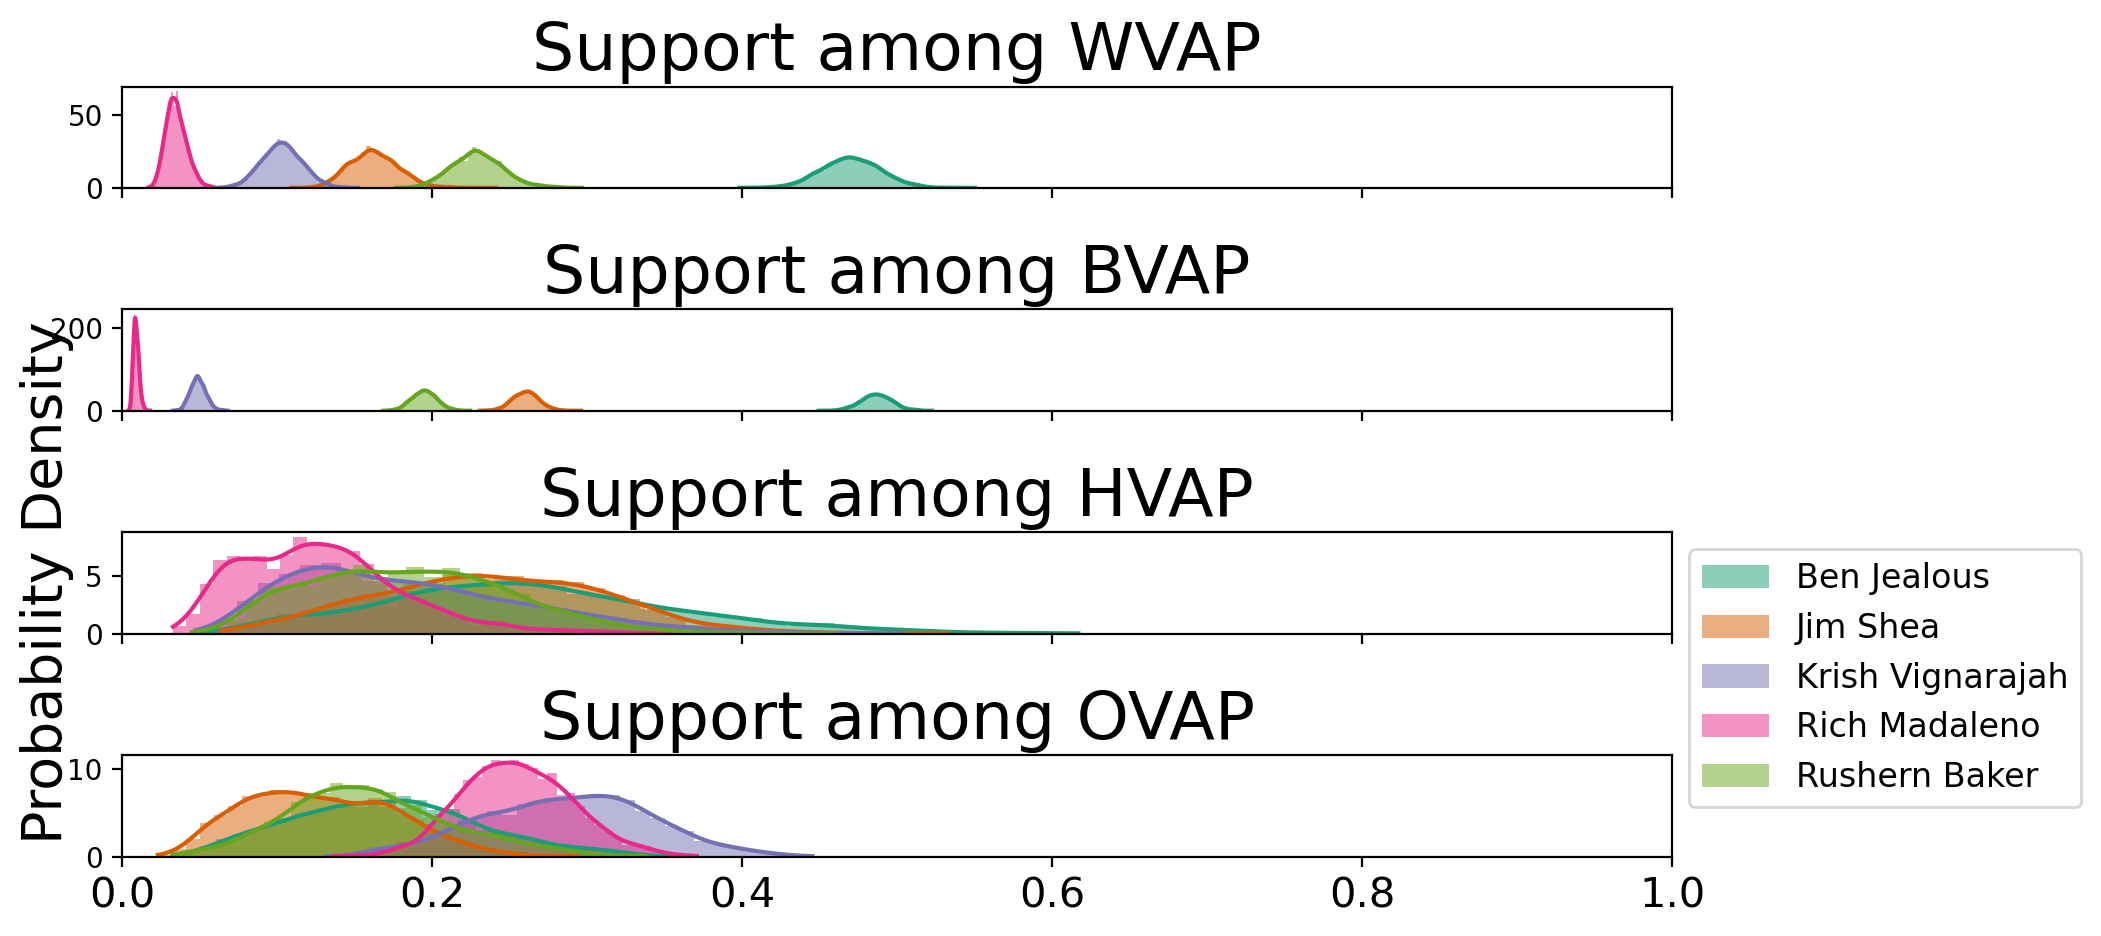 Support among WVAP
50
0
Support among BVAP
200
0
Support among HVAP
5
0
Support among OVAP
10
0
0.0 0.2 0.4 0.6 0.8 1.0
Probability Density
Ben Jealous
Jim Shea
Krish Vignarajah
Rich Madaleno
Rushern Baker